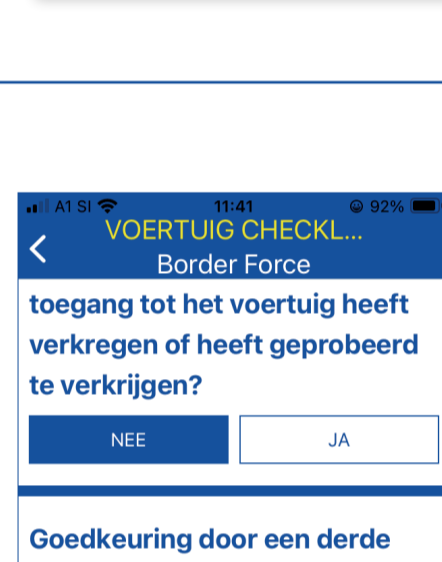 A1 SI 11:41 92%
VOERTUIG CHECKL...
Border Force
toegang tot het voertuig heeft
verkregen of heeft geprobeerd
te verkrijgen?
NEE JA
Goedkeuring door een derde